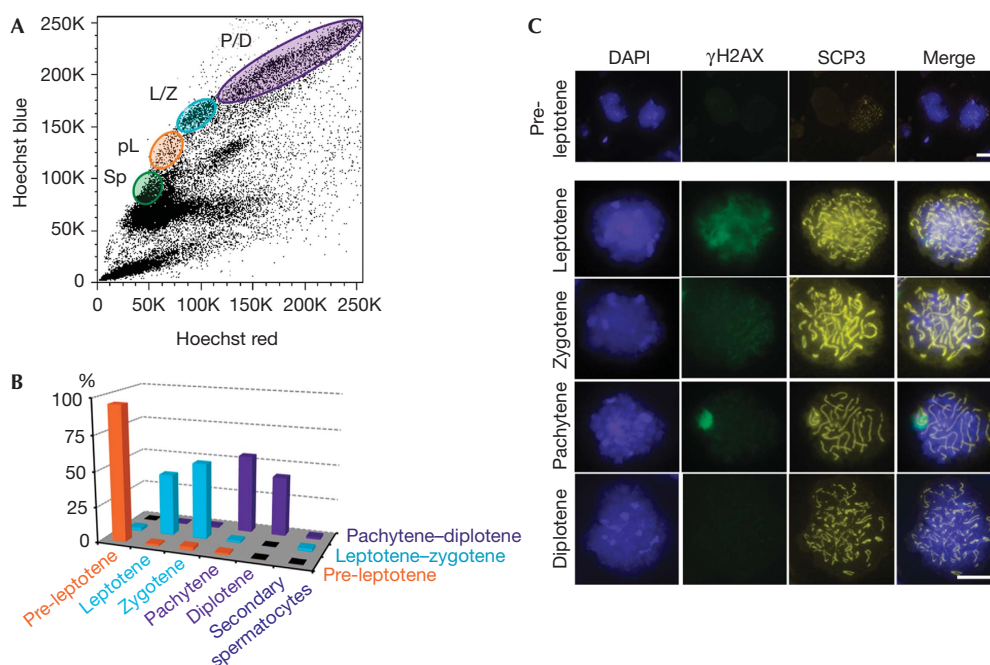 A
250K
200K
150K
100K
50K
0
Hoechst blue
P/D
L/Z
pL
Sp
0 50K 100K 150K 200K 250K
Hoechst red
B
%
100
75
50
25
0
Pachytene–diplotene
Leptotene–zygotene
Pre-leptotene
Pre-leptotene
Leptotene
Zygotene
Pachytene
Diplotene
Secondary
spermatocytes
C
DAPI γH2AX SCP3 Merge
Pre-
leptotene
Leptotene
Zygotene
Pachytene
Diplotene